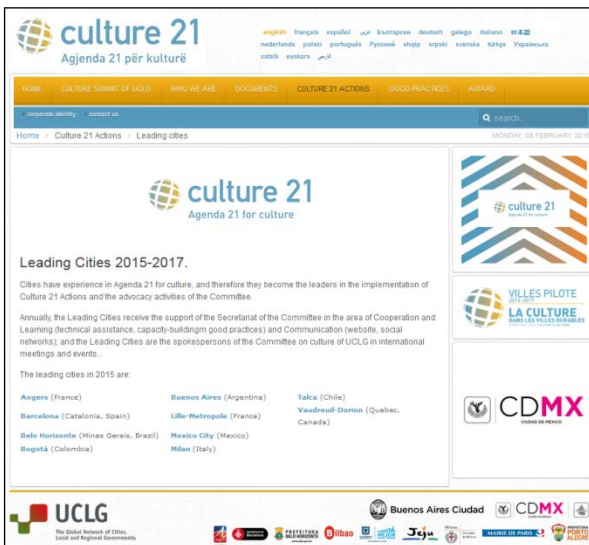 culture 21
Agjenda 21 për kulturë
english français español عربي Български deutsch galego italiano 日本語
nederlands polski português Русский shqip srpski svenska türkçe Українська
català euskara فارسی
HOME CULTURE SUMMIT OF UCLG WHO WE ARE DOCUMENTS CULTURE 21 ACTIONS GOOD PRACTICES AWARD
corporate identity contact us
search...
Home Culture 21 Actions Leading cities
MONDAY, 08 FEBRUARY 2016
culture 21
Agenda 21 for culture
culture 21
Agenda 21 for culture
Leading Cities 2015-2017.
Cities have experience in Agenda 21 for culture, and therefore they become the leaders in the implementation of
Culture 21 Actions and the advocacy activities of the Committee.
Annually, the Leading Cities receive the support of the Secretariat of the Committee in the area of Cooperation and
Learning (technical assistance, capacity-buildingm good practices) and Communication (website, social
networks); and the Leading Cities are the spokespersons of the Committee on culture of UCLG in international
meetings and events..
The leading cities in 2015 are:
Angers (France) Buenos Aires (Argentina) Talca (Chile)
Barcelona (Catalonia, Spain) Lille-Metropole (France) Vaudreuil-Dorion (Quebec,
Canada)
Belo Horizonte (Minas Gerais, Brazil) Mexico City (Mexico)
Bogotá (Colombia) Milan (Italy)
VILLES PILOTE
2015-2017
LA CULTURE
DANS LES VILLES DURABLES
CDMX
CIUDAD DE MÉXICO
UCLG
The Global Network of Cities,
Local and Regional Governments
Buenos Aires Ciudad
CDMX
PREFEITURA
BELO HORIZONTE
Bilbao
Jeju
MAIRIE DE PARIS
PREFEITURA
PORTO
ALEGRE